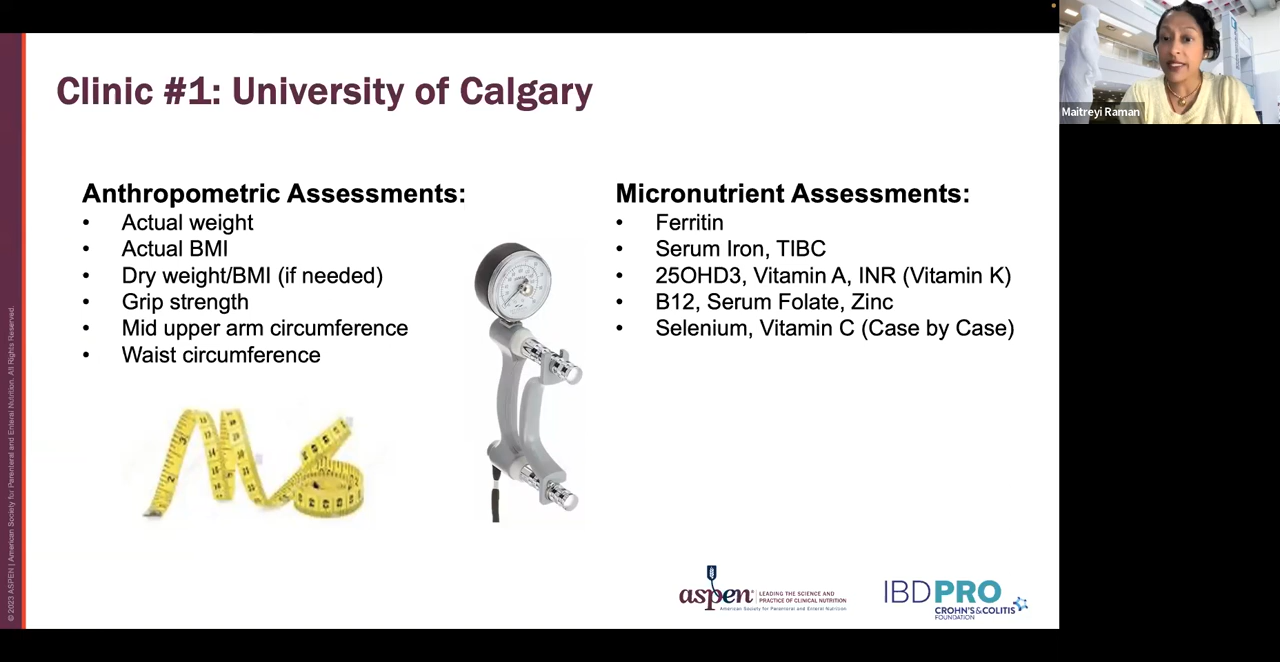 Clinic #1: University of Calgary
Anthropometric Assessments:
• Actual weight
• Actual BMI
• Dry weight/BMI (if needed)
• Grip strength
• Mid upper arm circumference
• Waist circumference
Micronutrient Assessments:
• Ferritin
• Serum Iron, TIBC
• 25OHD3, Vitamin A, INR (Vitamin K)
• B12, Serum Folate, Zinc
• Selenium, Vitamin C (Case by Case)
Maitreyi Raman
© 2023 ASPEN | American Society for Parenteral and Enteral Nutrition. All Rights Reserved.
aspen®
LEADING THE SCIENCE AND
PRACTICE OF CLINICAL NUTRITION
American Society for Parenteral and Enteral Nutrition
IBDPRO
CROHN'S & COLITIS
FOUNDATION